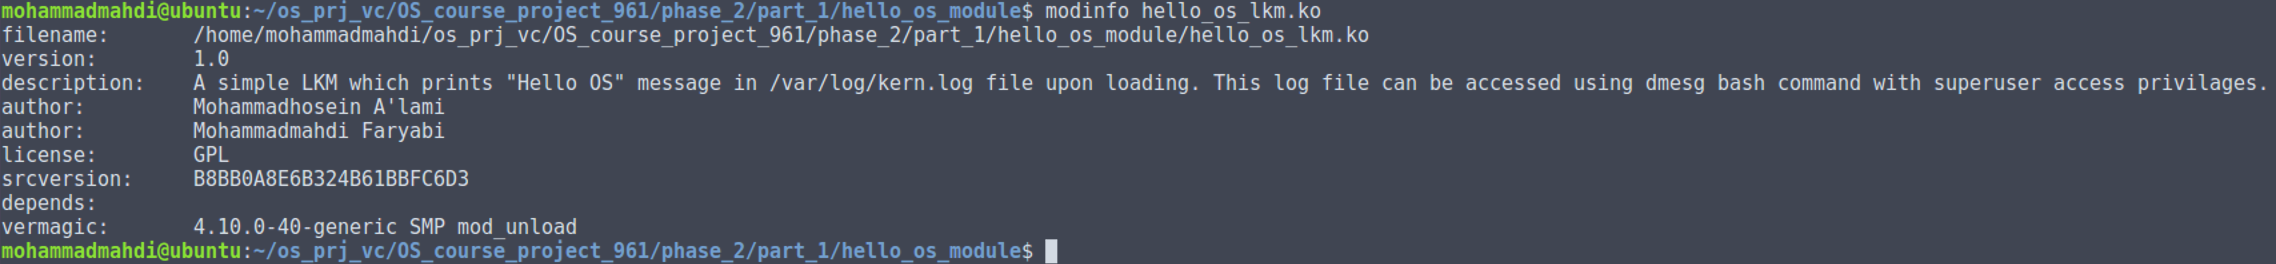 mohammadmahdi@ubuntu:~/os_prj_vc/OS_course_project_961/phase_2/part_1/hello_os_module$ modinfo hello_os_lkm.ko
filename:       /home/mohammadmahdi/os_prj_vc/OS_course_project_961/phase_2/part_1/hello_os_module/hello_os_lkm.ko
version:        1.0
description:    A simple LKM which prints "Hello OS" message in /var/log/kern.log file upon loading. This log file can be accessed using dmesg bash command with superuser access privilages.
author:         Mohammadhosein A'lami
author:         Mohammadmahdi Faryabi
license:        GPL
srcversion:     B8BB0A8E6B324B61BBFC6D3
depends:
vermagic:       4.10.0-40-generic SMP mod_unload
mohammadmahdi@ubuntu:~/os_prj_vc/OS_course_project_961/phase_2/part_1/hello_os_module$